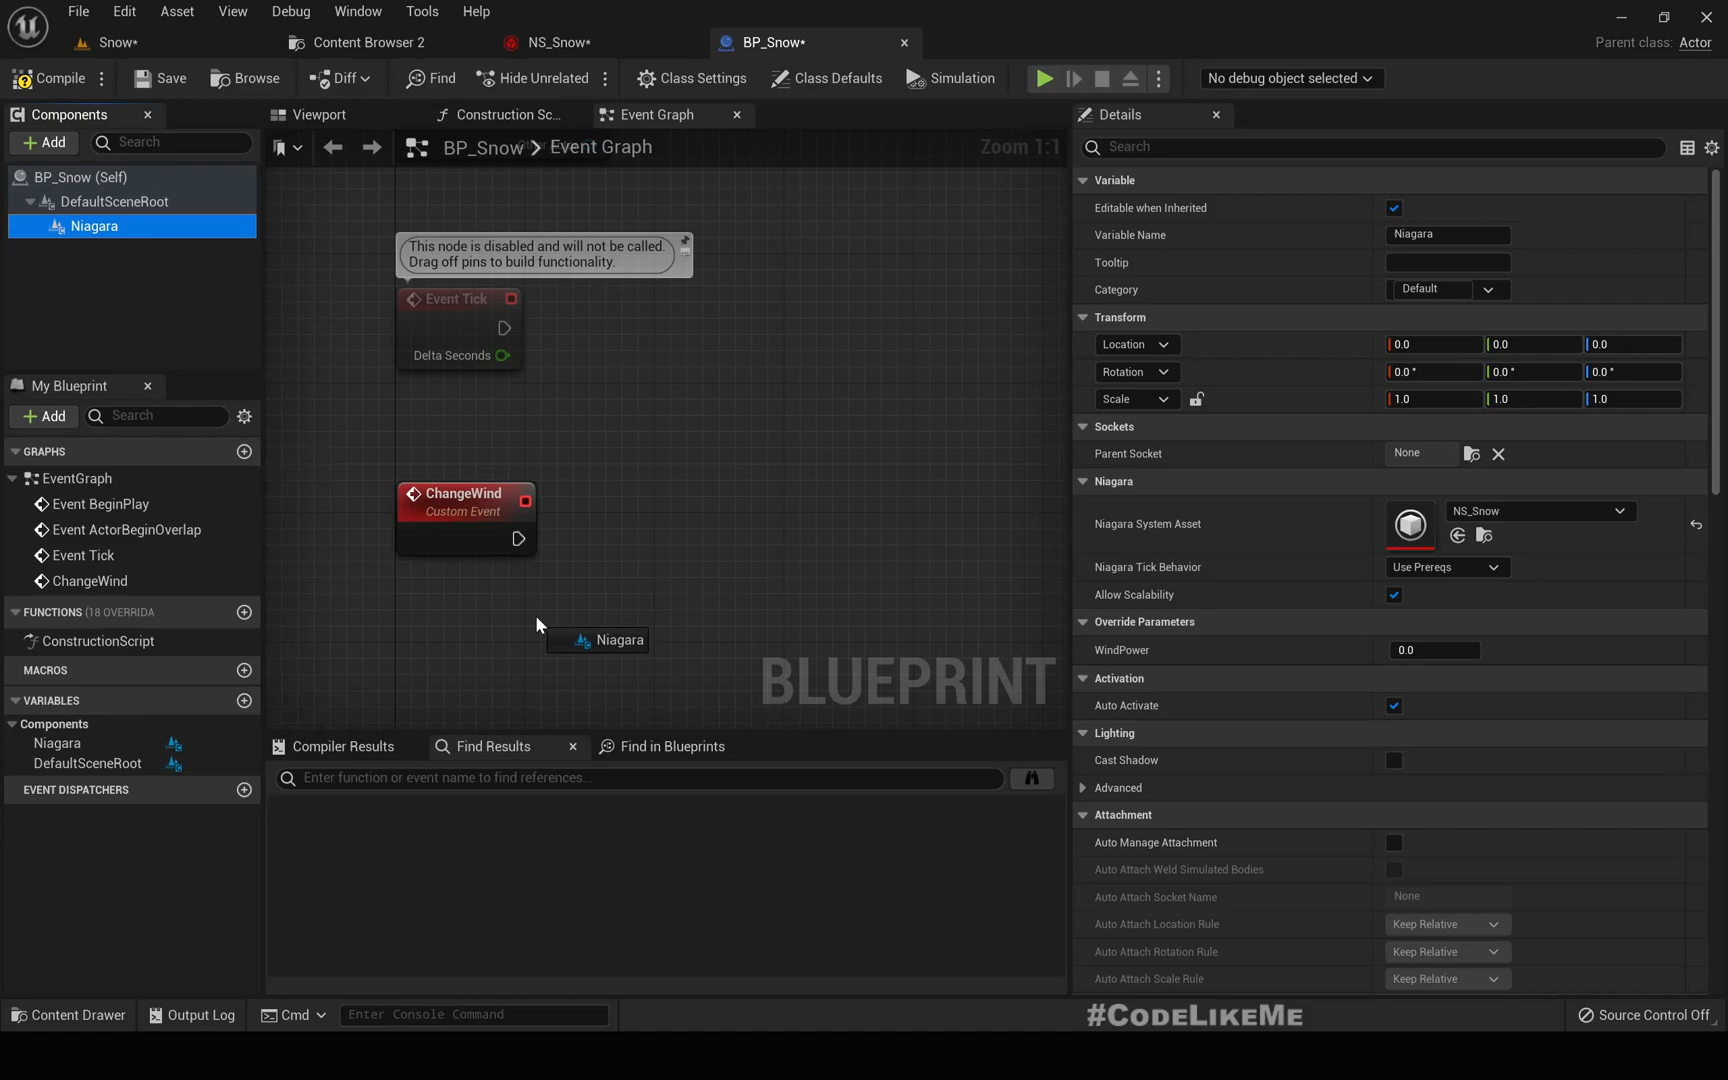 File Edit Asset View Debug Window Tools Help
Snow* Content Browser 2 NS_Snow* BP_Snow* Parent class: Actor
Compile Save Browse Diff Find Hide Unrelated Class Settings Class Defaults Simulation No debug object selected
Components Viewport Construction Sc... Event Graph Details
Add Search BP_Snow > Event Graph Zoom 1:1 Search
BP_Snow (Self)
DefaultSceneRoot
Niagara
This node is disabled and will not be called.
Drag off pins to build functionality.
Event Tick
Delta Seconds
ChangeWind
Custom Event
Niagara
BLUEPRINT
My Blueprint
Add Search
GRAPHS
EventGraph
Event BeginPlay
Event ActorBeginOverlap
Event Tick
ChangeWind
FUNCTIONS (18 OVERRIDA
ConstructionScript
MACROS
VARIABLES
Components
Niagara
DefaultSceneRoot
EVENT DISPATCHERS
Compiler Results Find Results Find in Blueprints
Enter function or event name to find references...
Variable
Editable when Inherited
Variable Name Niagara
Tooltip
Category Default
Transform
Location 0.0 0.0 0.0
Rotation 0.0 ° 0.0 ° 0.0 °
Scale 1.0 1.0 1.0
Sockets
Parent Socket None
Niagara
Niagara System Asset NS_Snow
Niagara Tick Behavior Use Prereqs
Allow Scalability
Override Parameters
WindPower 0.0
Activation
Auto Activate
Lighting
Cast Shadow
Advanced
Attachment
Auto Manage Attachment
Auto Attach Weld Simulated Bodies
Auto Attach Socket Name None
Auto Attach Location Rule Keep Relative
Auto Attach Rotation Rule Keep Relative
Auto Attach Scale Rule Keep Relative
Content Drawer Output Log Cmd Enter Console Command #CODELIKEME Source Control Off